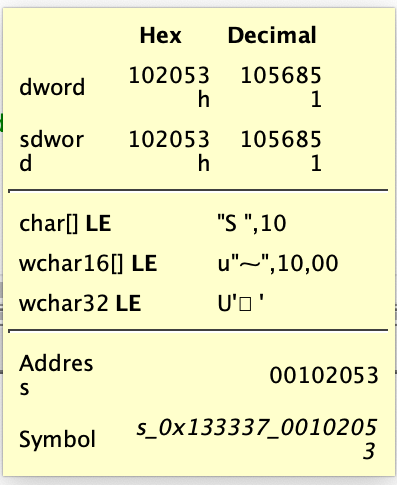 Hex Decimal
dword 102053h 1056851
sdword 102053h 1056851
char[] LE "S ",10
wchar16[] LE u"⁓",10,00
wchar32 LE U'□ '
Address 00102053
Symbol s_0x133337_00102053